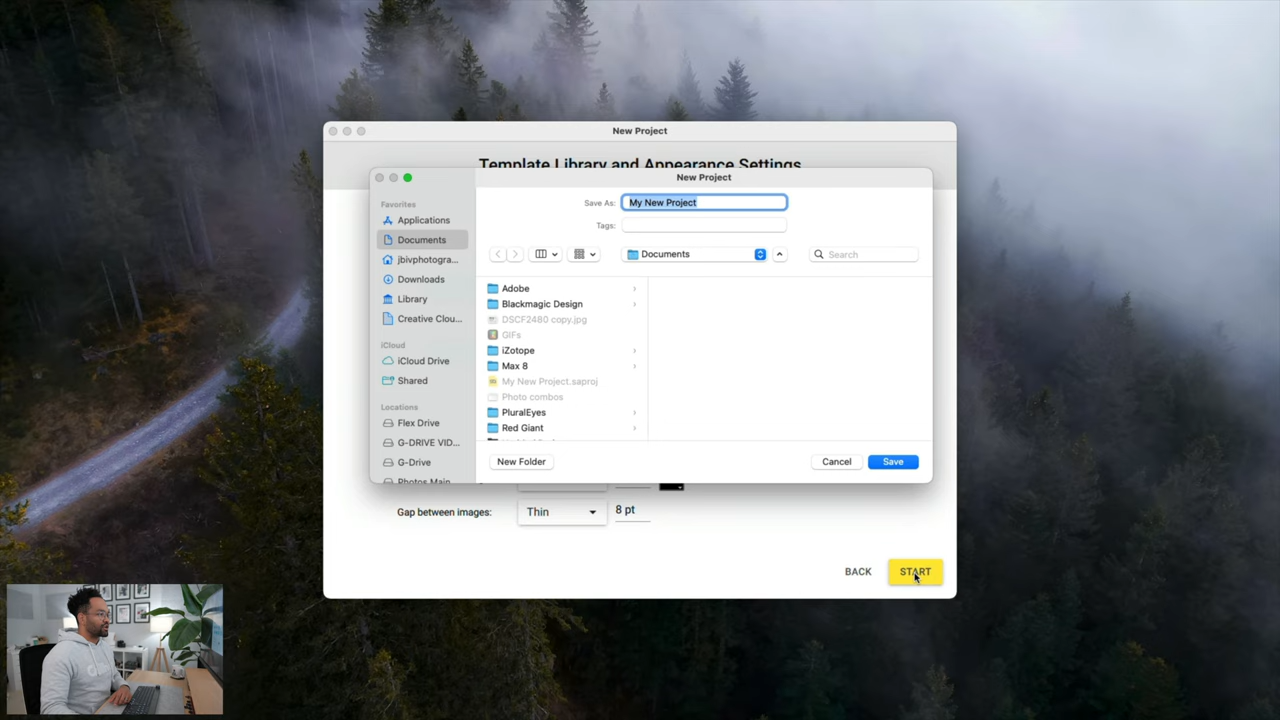 New Project
Template Library and Appearance Settings
New Project
Favorites
Applications
Documents
jbivphotogra...
Downloads
Library
Creative Clou...
iCloud
iCloud Drive
Shared
Locations
Flex Drive
G-DRIVE VID...
G-Drive
Photos Main
Save As: My New Project
Tags:
Documents
Search
Adobe
Blackmagic Design
DSCF2480 copy.jpg
GIFs
iZotope
Max 8
My New Project.saproj
Photo combos
PluralEyes
Red Giant
New Folder
Cancel
Save
Gap between images: Thin 8 pt
BACK
START